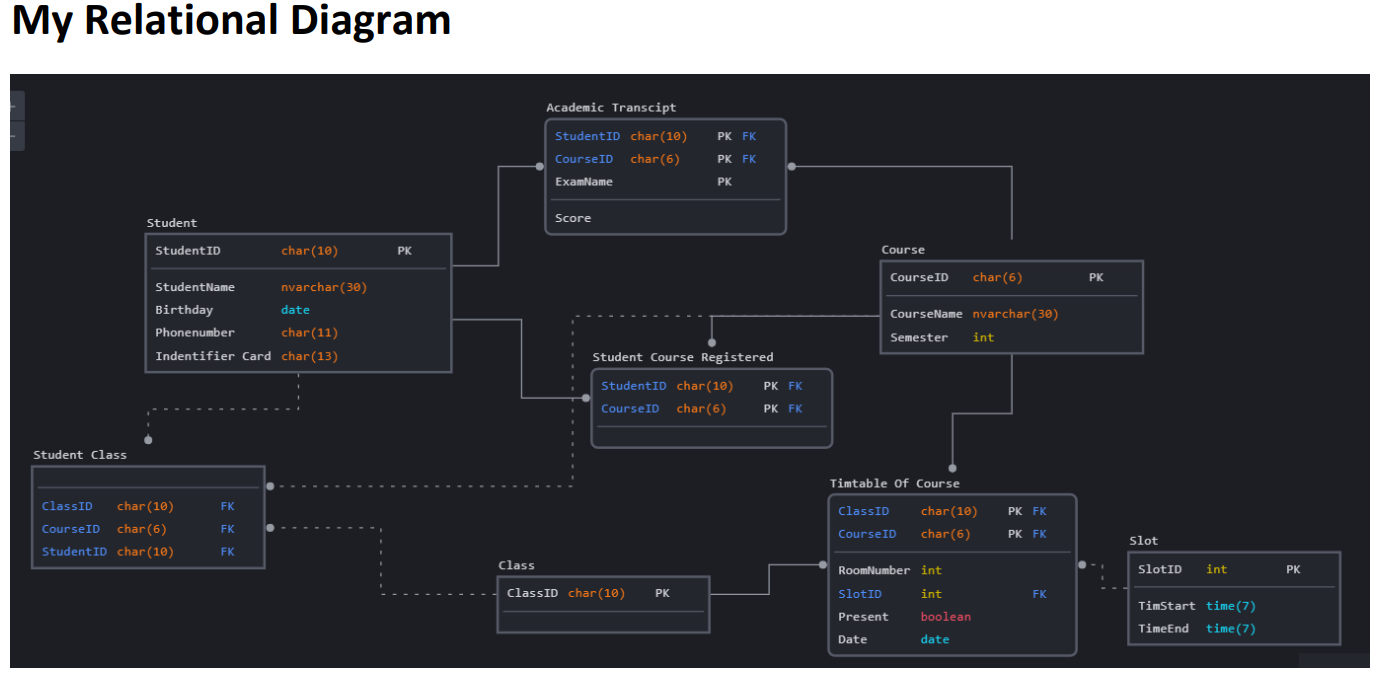 My Relational Diagram
Academic Transcipt
StudentID char(10) PK FK
CourseID char(6) PK FK
ExamName PK
Score
Student
StudentID char(10) PK
StudentName nvarchar(30)
Birthday date
Phonenumber char(11)
Indentifier Card char(13)
Course
CourseID char(6) PK
CourseName nvarchar(30)
Semester int
Student Course Registered
StudentID char(10) PK FK
CourseID char(6) PK FK
Student Class
ClassID char(10) FK
CourseID char(6) FK
StudentID char(10) FK
Class
ClassID char(10) PK
Timtable Of Course
ClassID char(10) PK FK
CourseID char(6) PK FK
RoomNumber int
SlotID int FK
Present boolean
Date date
Slot
SlotID int PK
TimStart time(7)
TimeEnd time(7)